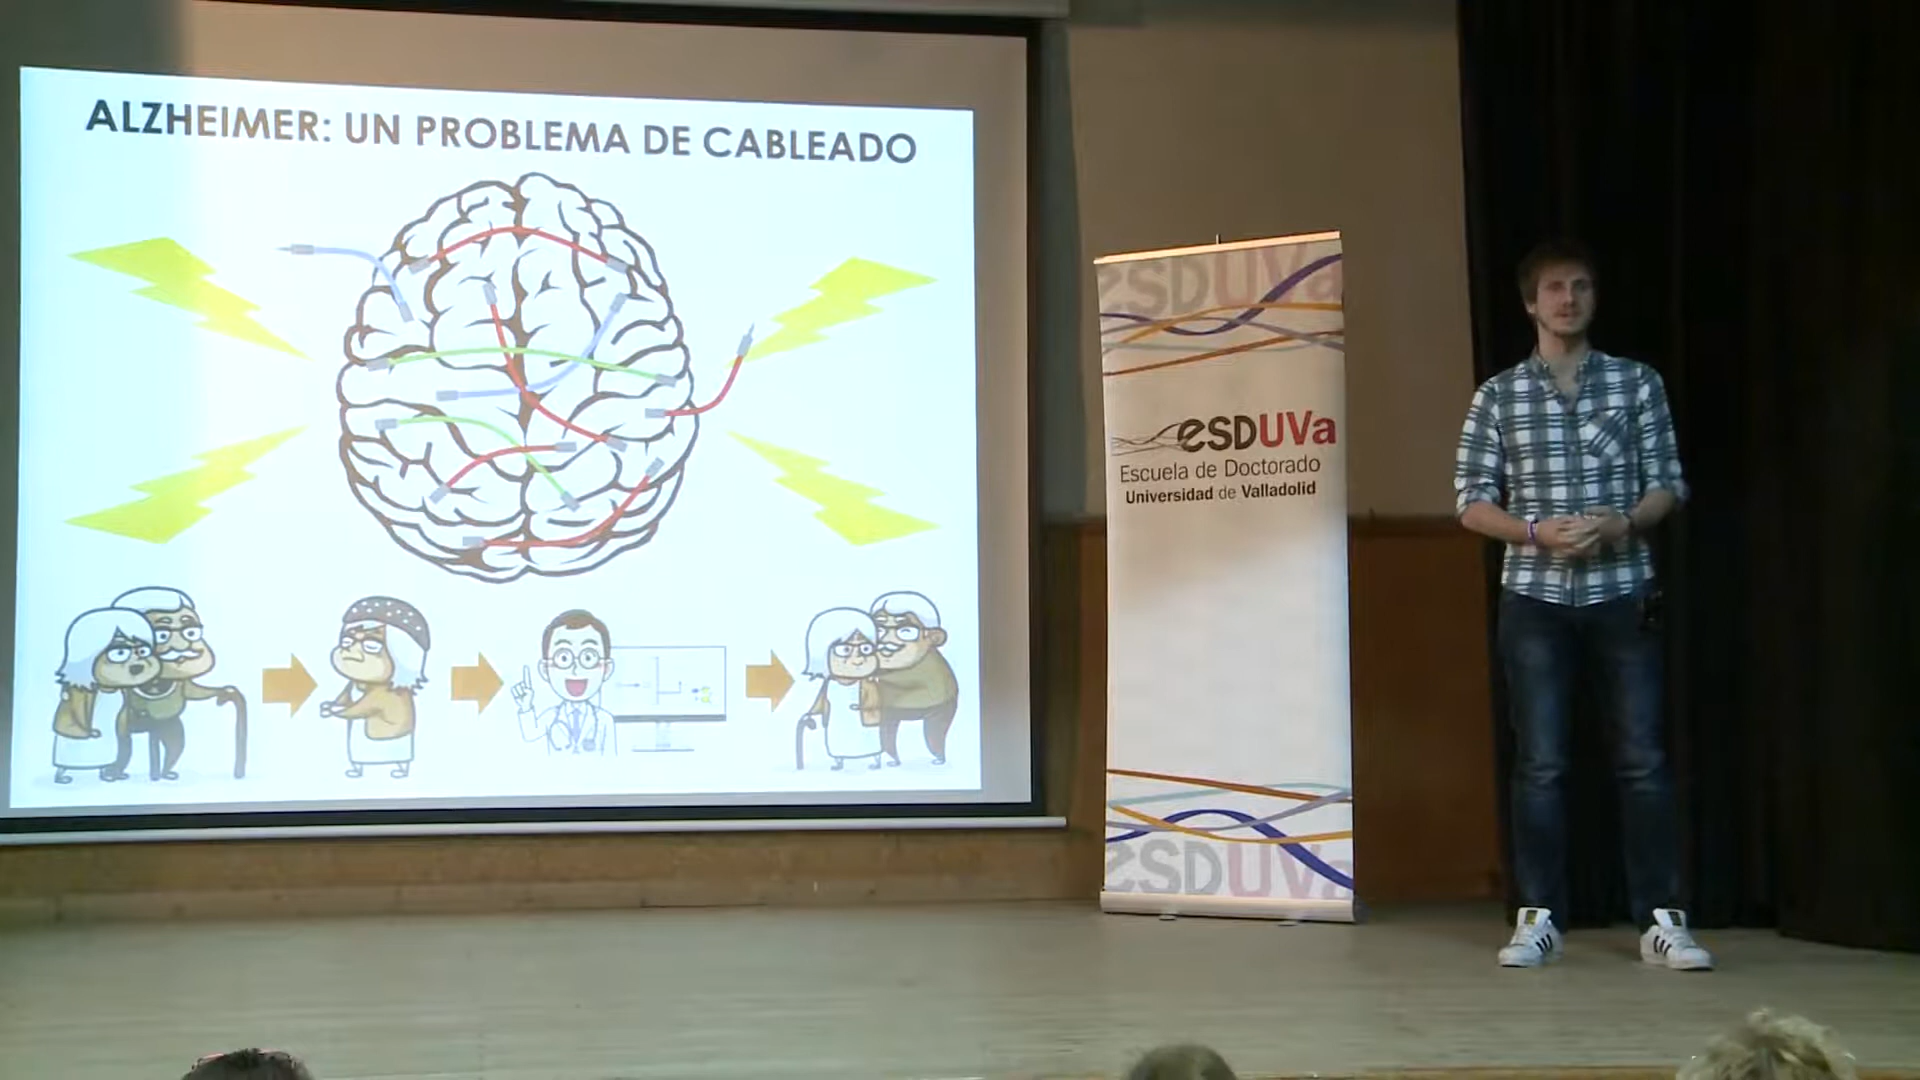 ALZHEIMER: UN PROBLEMA DE CABLEADO
esDUVa
esDUVa
Escuela de Doctorado
Universidad de Valladolid
esDUVa